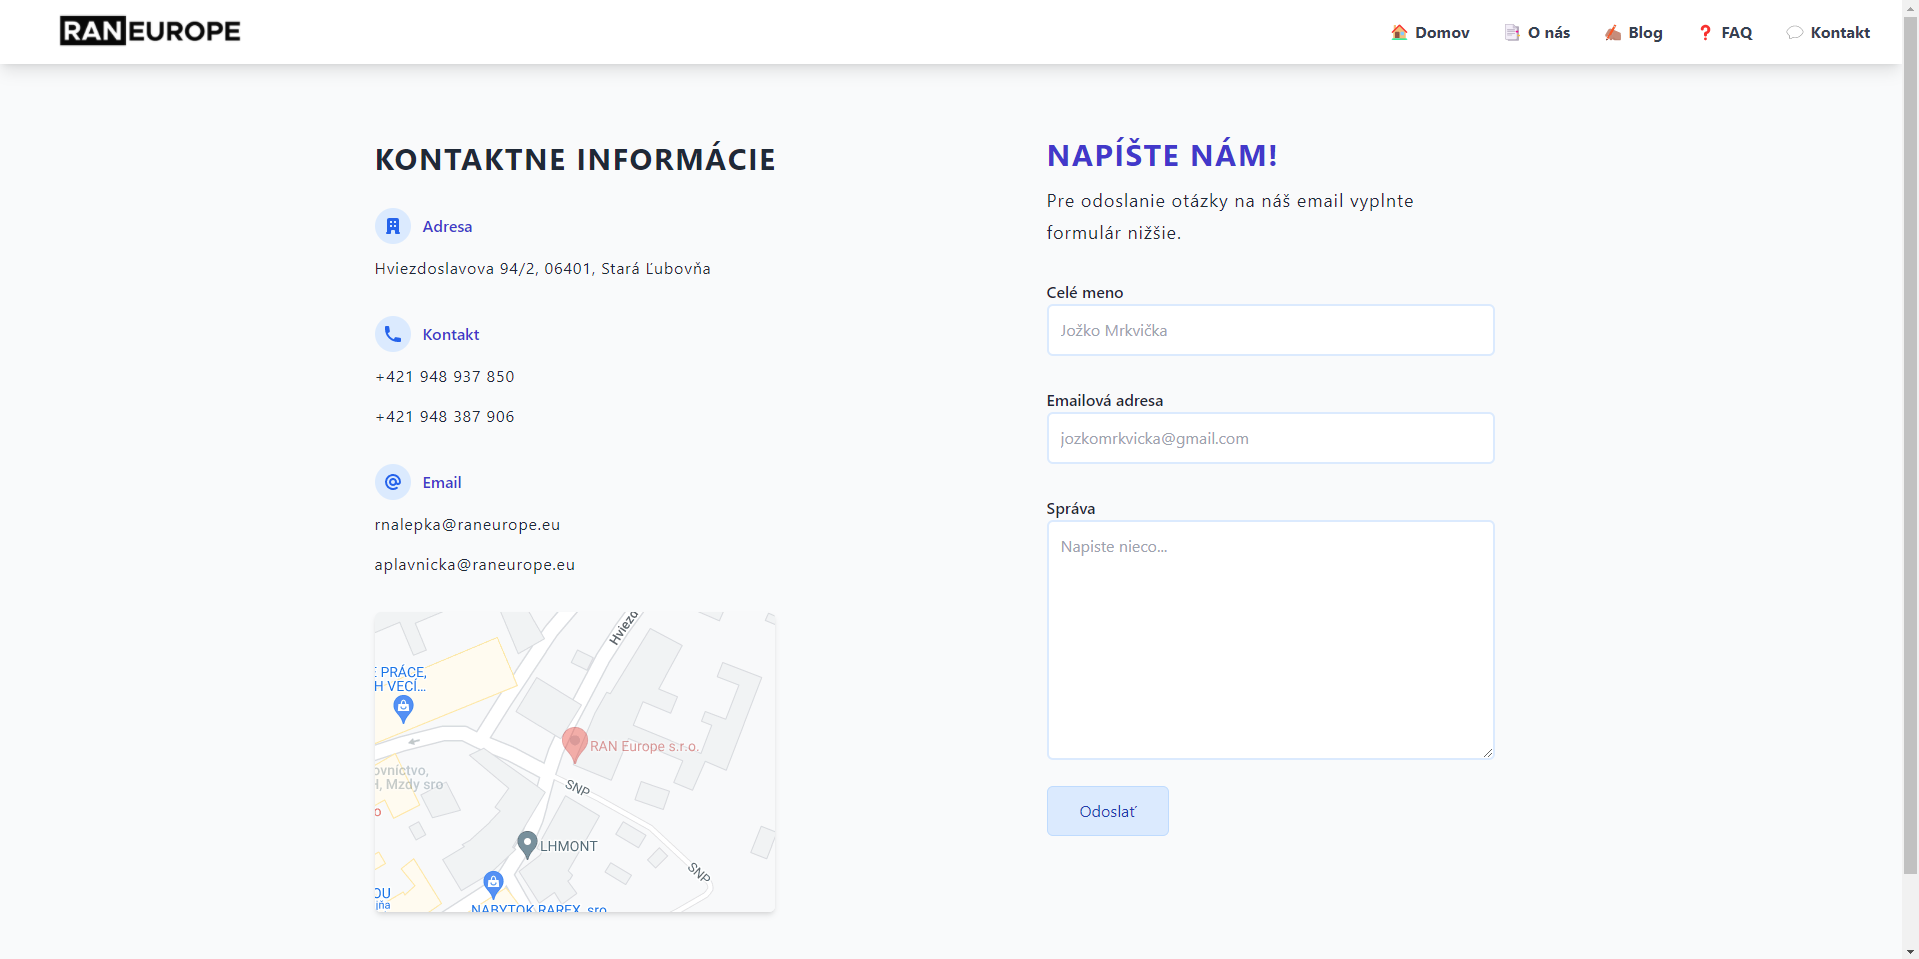 RANEUROPE
Domov
O nás
Blog
FAQ
Kontakt
KONTAKTNE INFORMÁCIE
Adresa
Hviezdoslavova 94/2, 06401, Stará Ľubovňa
Kontakt
+421 948 937 850
+421 948 387 906
Email
rnalepka@raneurope.eu
aplavnicka@raneurope.eu
Hviezd
E PRÁCE,
H VECÍ...
RAN Europe s.r.o.
ovníctvo,
, Mzdy sro
o
SNP
LHMONT
SNP
OU
jňa
NABYTOK RAREX, sro
NAPÍŠTE NÁM!
Pre odoslanie otázky na náš email vyplnte
formulár nižšie.
Celé meno
Jožko Mrkvička
Emailová adresa
jozkomrkvicka@gmail.com
Správa
Napiste nieco...
Odoslať